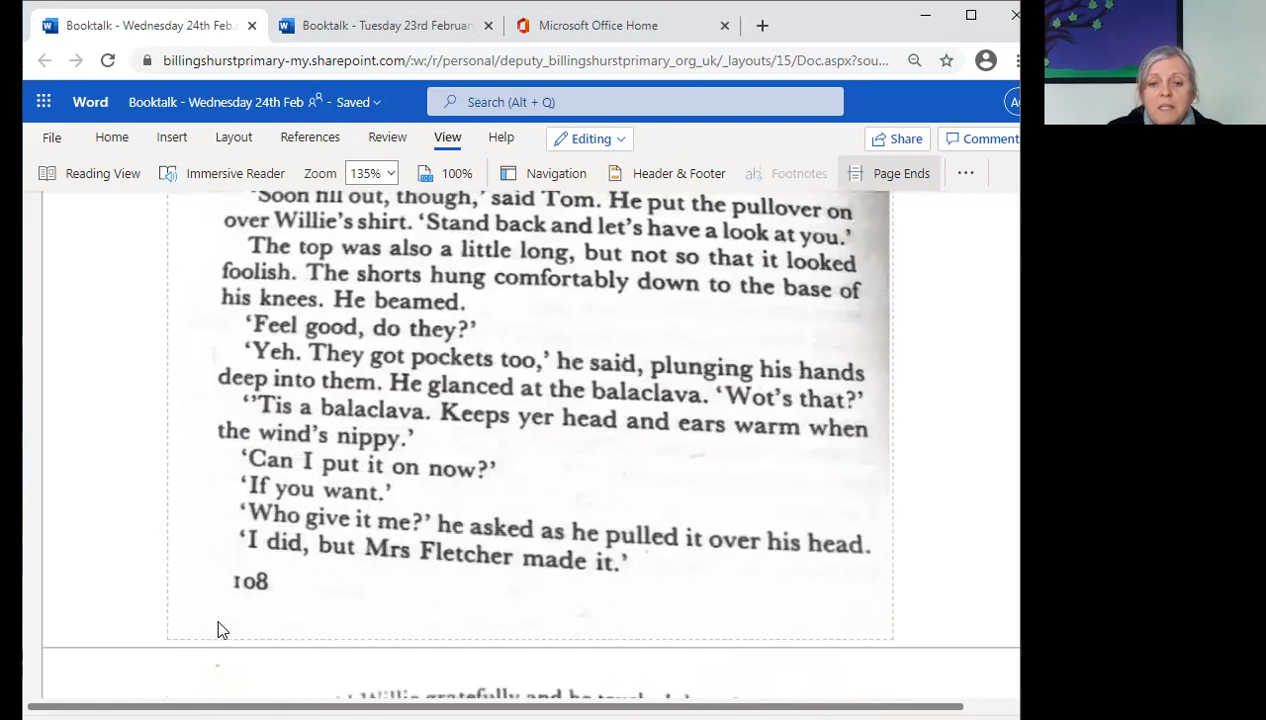 Booktalk - Wednesday 24th Feb.
Booktalk - Tuesday 23rd February
Microsoft Office Home
billingshurstprimary-my.sharepoint.com/:w:/r/personal/deputy_billingshurstprimary_org_uk/_layouts/15/Doc.aspx?sou...
Word Booktalk - Wednesday 24th Feb - Saved Search (Alt + Q)
File Home Insert Layout References Review View Help Editing Share Comment
Reading View Immersive Reader Zoom 135% 100% Navigation Header & Footer Footnotes Page Ends ...
'Soon fill out, though,' said Tom. He put the pullover on
over Willie's shirt. 'Stand back and let's have a look at you.'
The top was also a little long, but not so that it looked
foolish. The shorts hung comfortably down to the base of
his knees. He beamed.
'Feel good, do they?'
'Yeh. They got pockets too,' he said, plunging his hands
deep into them. He glanced at the balaclava. 'Wot's that?'
''Tis a balaclava. Keeps yer head and ears warm when
the wind's nippy.'
'Can I put it on now?'
'If you want.'
'Who give it me?' he asked as he pulled it over his head.
'I did, but Mrs Fletcher made it.'
108
Willie gratefully and he